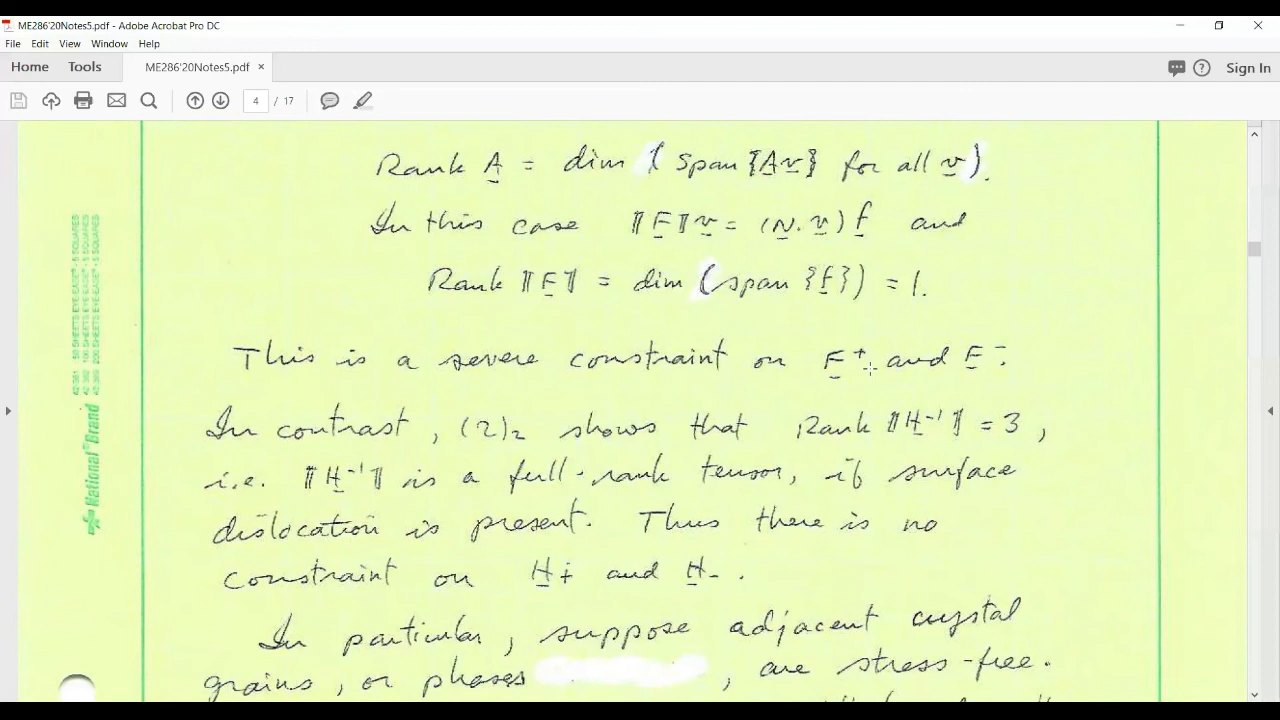 ME286'20Notes5.pdf - Adobe Acrobat Pro DC
File Edit View Window Help
Home Tools ME286'20Notes5.pdf × Sign In
4 / 17
Rank A = dim (span{Av} for all v).
In this case ⟦F⟧v = (N·v)f and
Rank ⟦F⟧ = dim (span{f}) = 1.
This is a severe constraint on F⁺ and F⁻.
In contrast, (2)₂ shows that Rank ⟦H⁻¹⟧ = 3,
i.e. ⟦H⁻¹⟧ is a full-rank tensor, if surface
dislocation is present. Thus there is no
constraint on H₊ and H₋.
In particular, suppose adjacent crystal
grains, or phases, are stress-free.
National® Brand